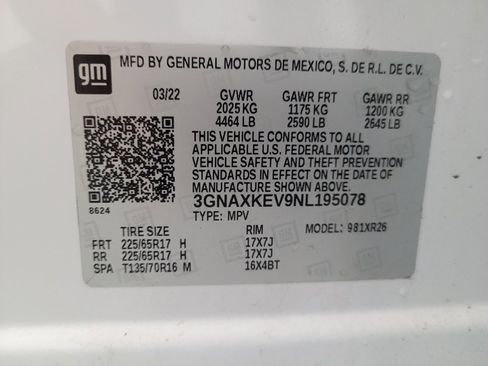 gm MFD BY GENERAL MOTORS DE MEXICO, S. DE R.L. DE C.V.
03/22 GVWR GAWR FRT GAWR RR
2025 KG 1175 KG 1200 KG
4464 LB 2590 LB 2645 LB
THIS VEHICLE CONFORMS TO ALL
APPLICABLE U.S. FEDERAL MOTOR
VEHICLE SAFETY AND THEFT PREVENTION
STANDARDS IN EFFECT ON THE DATE OF
MANUFACTURE SHOWN ABOVE.
8624 3GNAXKEV9NL195078
TYPE: MPV
TIRE SIZE RIM MODEL: 981XR26
FRT 225/65R17 H 17X7J
RR 225/65R17 H 17X7J
SPA T135/70R16 M 16X4BT